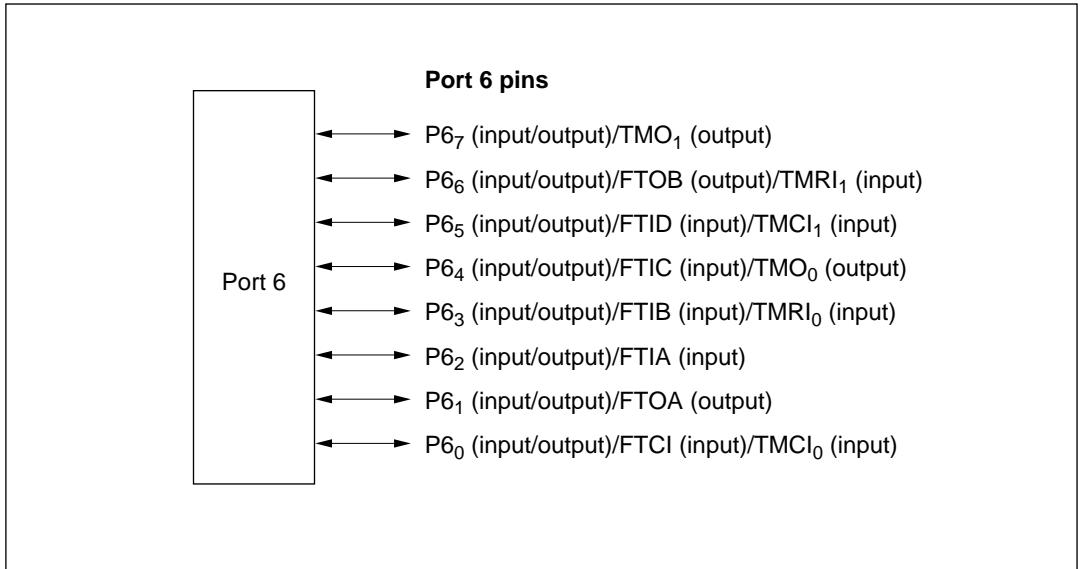 Port 6 pins
P6₇ (input/output)/TMO₁ (output)
P6₆ (input/output)/FTOB (output)/TMRI₁ (input)
P6₅ (input/output)/FTID (input)/TMCI₁ (input)
P6₄ (input/output)/FTIC (input)/TMO₀ (output)
Port 6
P6₃ (input/output)/FTIB (input)/TMRI₀ (input)
P6₂ (input/output)/FTIA (input)
P6₁ (input/output)/FTOA (output)
P6₀ (input/output)/FTCI (input)/TMCI₀ (input)